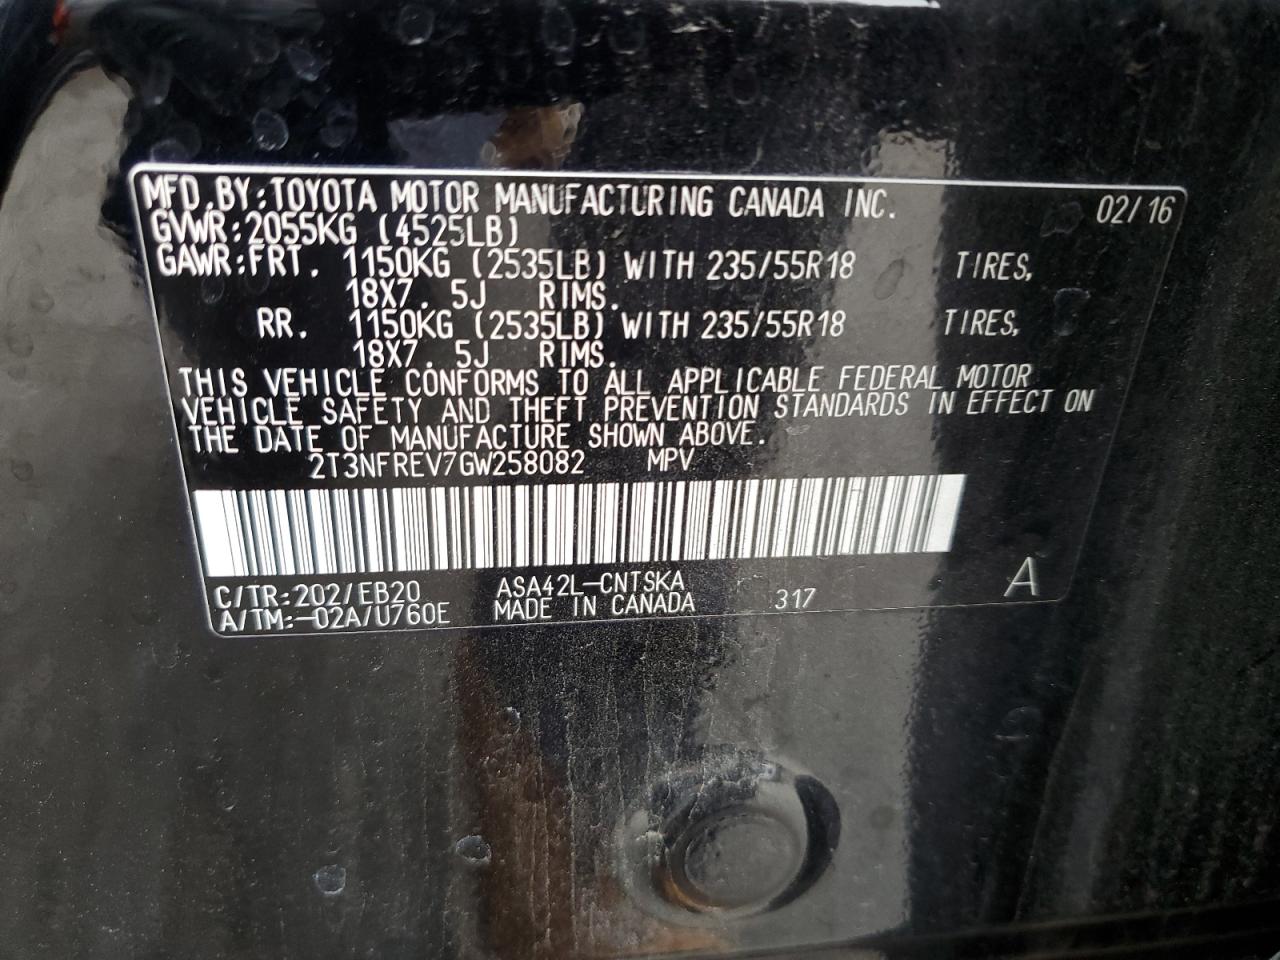 MFD.BY:TOYOTA MOTOR MANUFACTURING CANADA INC. 02/16
GVWR:2055KG (4525LB)
GAWR:FRT. 1150KG (2535LB) WITH 235/55R18 TIRES,
18X7.5J RIMS.
RR. 1150KG (2535LB) WITH 235/55R18 TIRES,
18X7.5J RIMS.
THIS VEHICLE CONFORMS TO ALL APPLICABLE FEDERAL MOTOR
VEHICLE SAFETY AND THEFT PREVENTION STANDARDS IN EFFECT ON
THE DATE OF MANUFACTURE SHOWN ABOVE.
2T3NFREV7GW258082 MPV
C/TR:202/EB20 ASA42L-CNTSKA
A/TM:-02A/U760E MADE IN CANADA 317 A